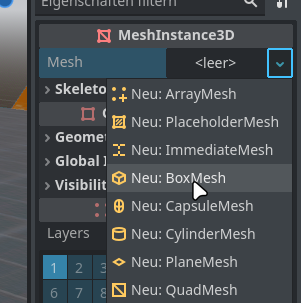 Eigenschaften filtern
MeshInstance3D
Mesh <leer>
Skeleto
Neu: ArrayMesh
Neu: PlaceholderMesh
Geomet
Neu: ImmediateMesh
Global I
Neu: BoxMesh
Visibilit
Neu: CapsuleMesh
Layers
Neu: CylinderMesh
1 2 3
Neu: PlaneMesh
6 7 8
Neu: QuadMesh